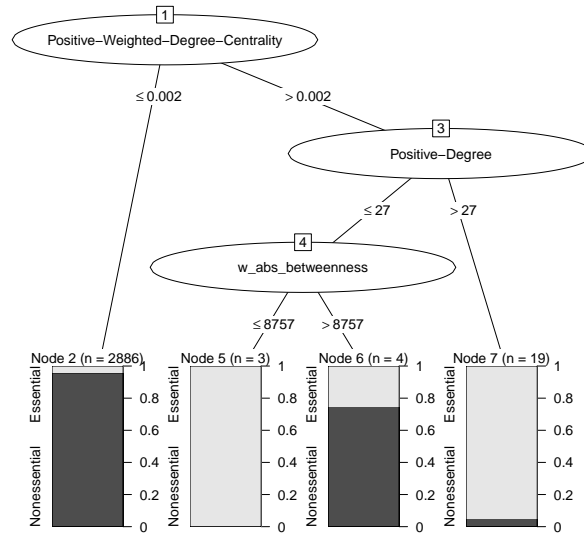 1
Positive−Weighted−Degree−Centrality
≤ 0.002
> 0.002
3
Positive−Degree
≤ 27
> 27
4
w_abs_betweenness
≤ 8757
> 8757
Node 2 (n = 2886)
Nonessential
Essential
0
0.2
0.4
0.6
0.8
1
Node 5 (n = 3)
Nonessential
Essential
0
0.2
0.4
0.6
0.8
1
Node 6 (n = 4)
Nonessential
Essential
0
0.2
0.4
0.6
0.8
1
Node 7 (n = 19)
Nonessential
Essential
0
0.2
0.4
0.6
0.8
1